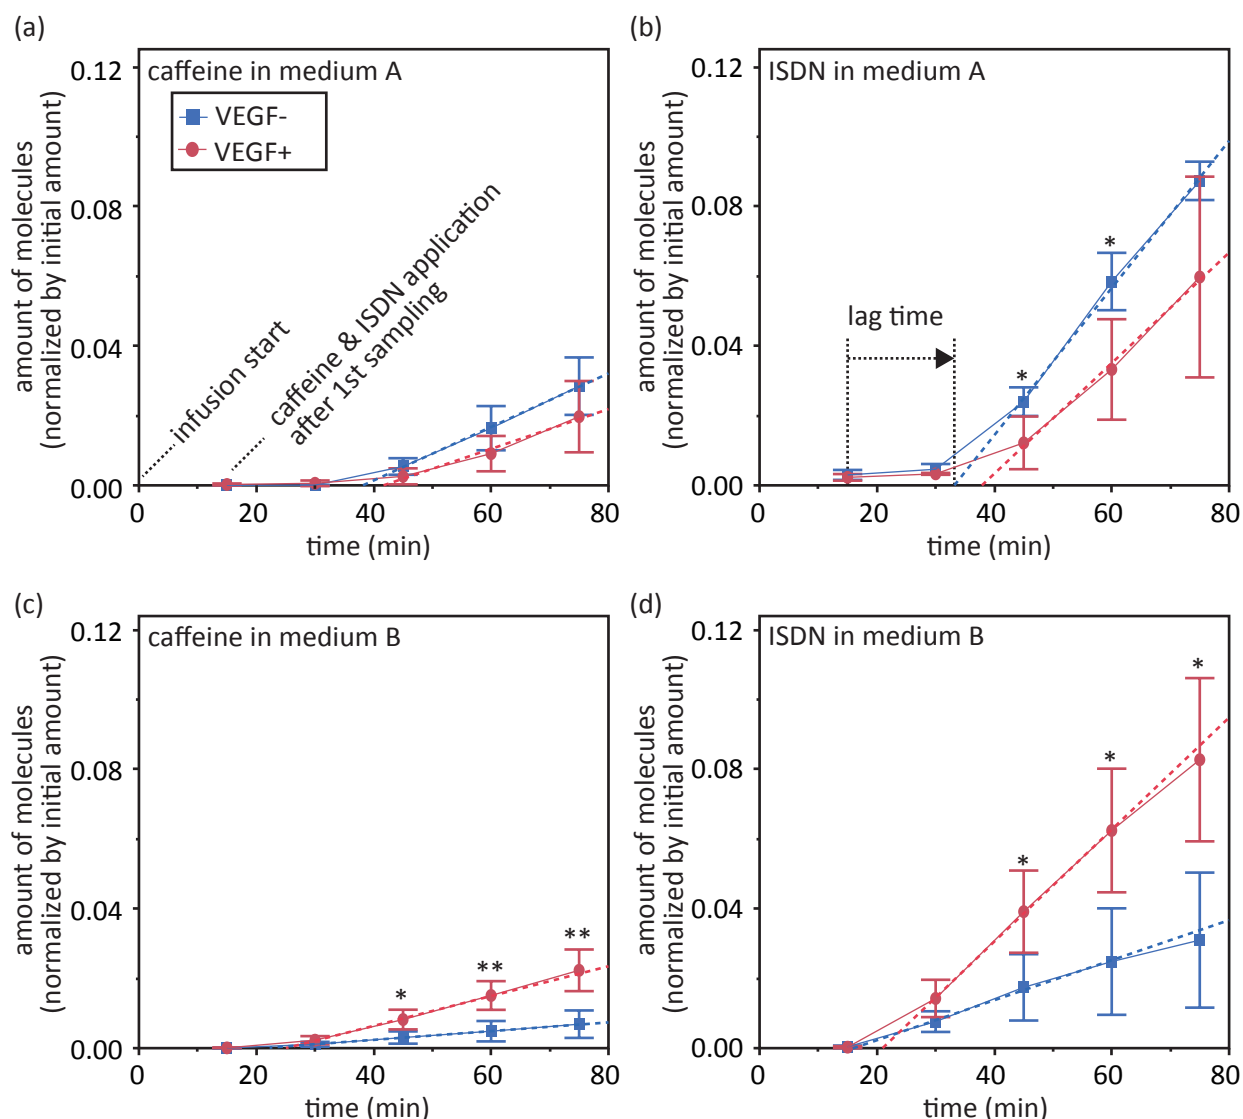 (a)
caffeine in medium A
VEGF-
VEGF+
infusion start
caffeine & ISDN application
after 1st sampling
amount of molecules
(normalized by initial amount)
0.12
0.08
0.04
0.00
0 20 40 60 80
time (min)
(b)
ISDN in medium A
lag time
*
*
amount of molecules
(normalized by initial amount)
0.12
0.08
0.04
0.00
0 20 40 60 80
time (min)
(c)
caffeine in medium B
*
**
**
amount of molecules
(normalized by initial amount)
0.12
0.08
0.04
0.00
0 20 40 60 80
time (min)
(d)
ISDN in medium B
*
*
*
amount of molecules
(normalized by initial amount)
0.12
0.08
0.04
0.00
0 20 40 60 80
time (min)